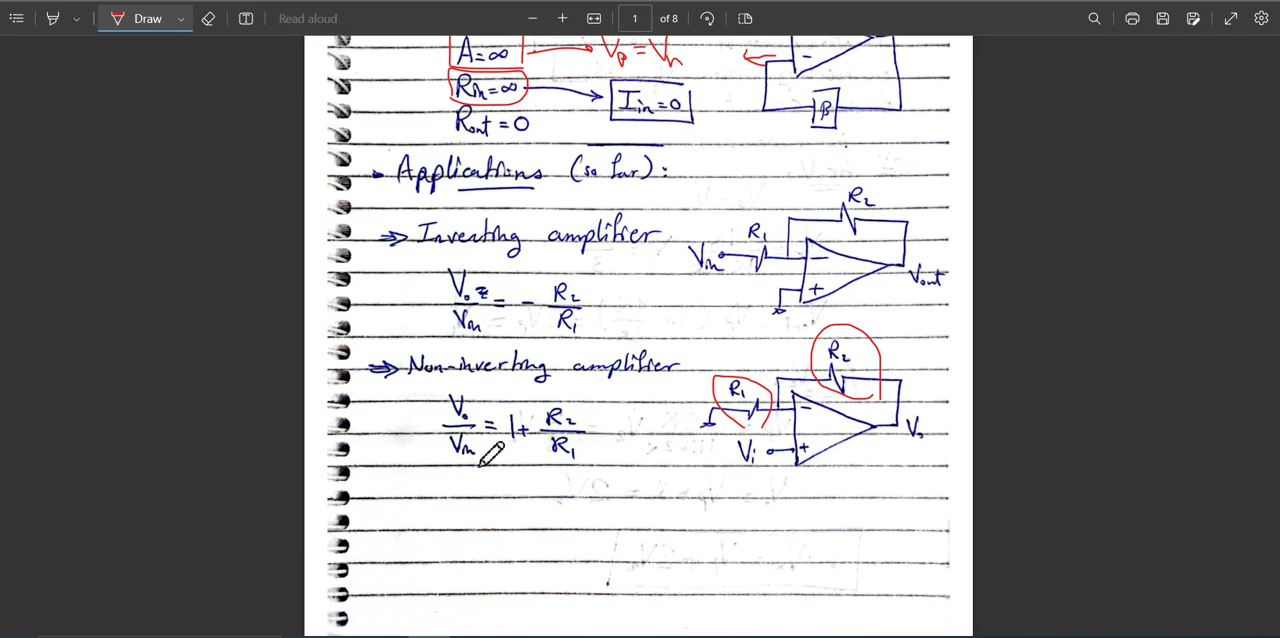 Draw
Read aloud
1 of 8
A=∞ → Vp = Vn
Rin=∞ → Iin=0
Rout=0
β
Applications (so far):
⇒ Inverting amplifier
Vo/Vin = - R2/R1
R2
R1
Vin
Vout
⇒ Non-inverting amplifier
Vo/Vin = 1+ R2/R1
R2
R1
Vi
Vo